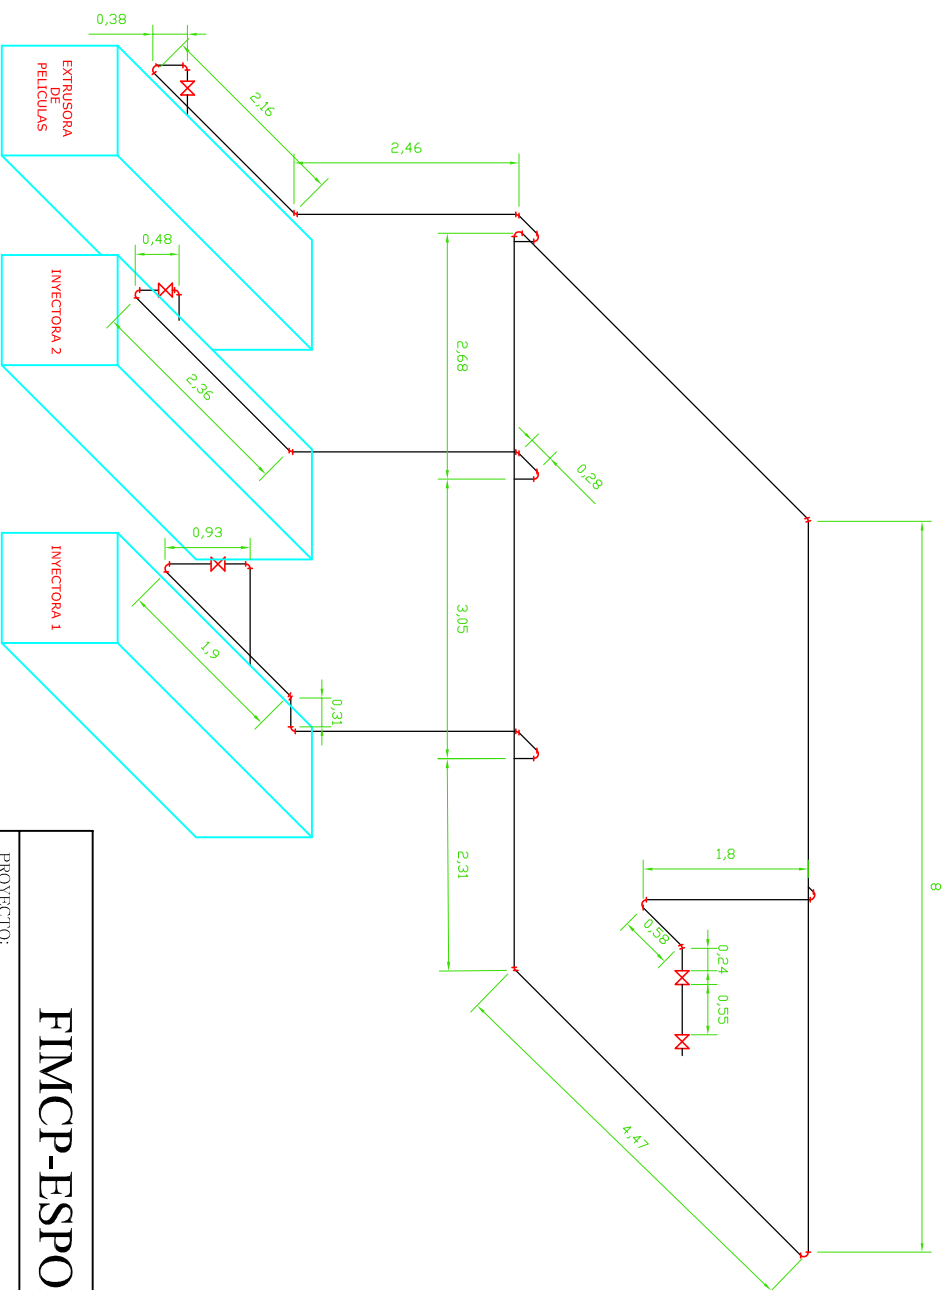 0,38
EXTRUSORA
DE
PELICULAS
2,16
2,46
0,48
INYECTORA 2
2,36
2,68
0,28
8
INYECTORA 1
0,93
1,9
0,31
3,05
2,31
1,8
0,58
0,24
0,55
4,47
PROYECTO:
FIMCP-ESPO